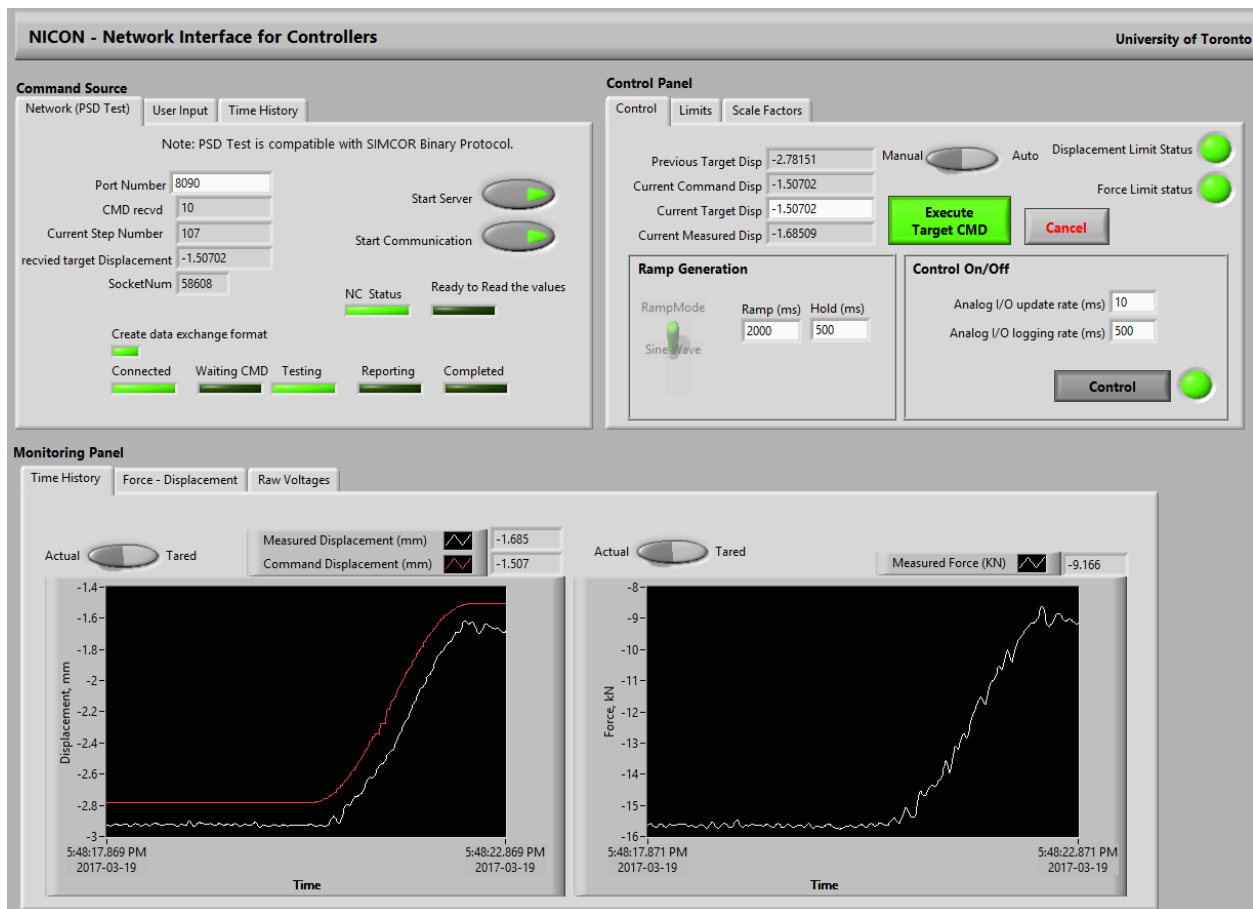 NICON - Network Interface for Controllers
University of Toronto
Command Source
Network (PSD Test) User Input Time History
Note: PSD Test is compatible with SIMCOR Binary Protocol.
Port Number 8090
CMD recvd 10
Current Step Number 107
recvied target Displacement -1.50702
SocketNum 58608
Start Server
Start Communication
NC Status Ready to Read the values
Create data exchange format
Connected Waiting CMD Testing Reporting Completed
Control Panel
Control Limits Scale Factors
Previous Target Disp -2.78151
Current Command Disp -1.50702
Current Target Disp -1.50702
Current Measured Disp -1.68509
Manual Auto
Displacement Limit Status
Force Limit status
Execute
Target CMD
Cancel
Ramp Generation
RampMode
Sine Wave
Ramp (ms) Hold (ms)
2000 500
Control On/Off
Analog I/O update rate (ms) 10
Analog I/O logging rate (ms) 500
Control
Monitoring Panel
Time History Force - Displacement Raw Voltages
Actual Tared
Measured Displacement (mm) -1.685
Command Displacement (mm) -1.507
Displacement, mm
-1.4
-1.6
-1.8
-2
-2.2
-2.4
-2.6
-2.8
-3
5:48:17.869 PM 5:48:22.869 PM
2017-03-19 2017-03-19
Time
Actual Tared
Measured Force (KN) -9.166
Force, kN
-8
-9
-10
-11
-12
-13
-14
-15
-16
5:48:17.871 PM 5:48:22.871 PM
2017-03-19 2017-03-19
Time